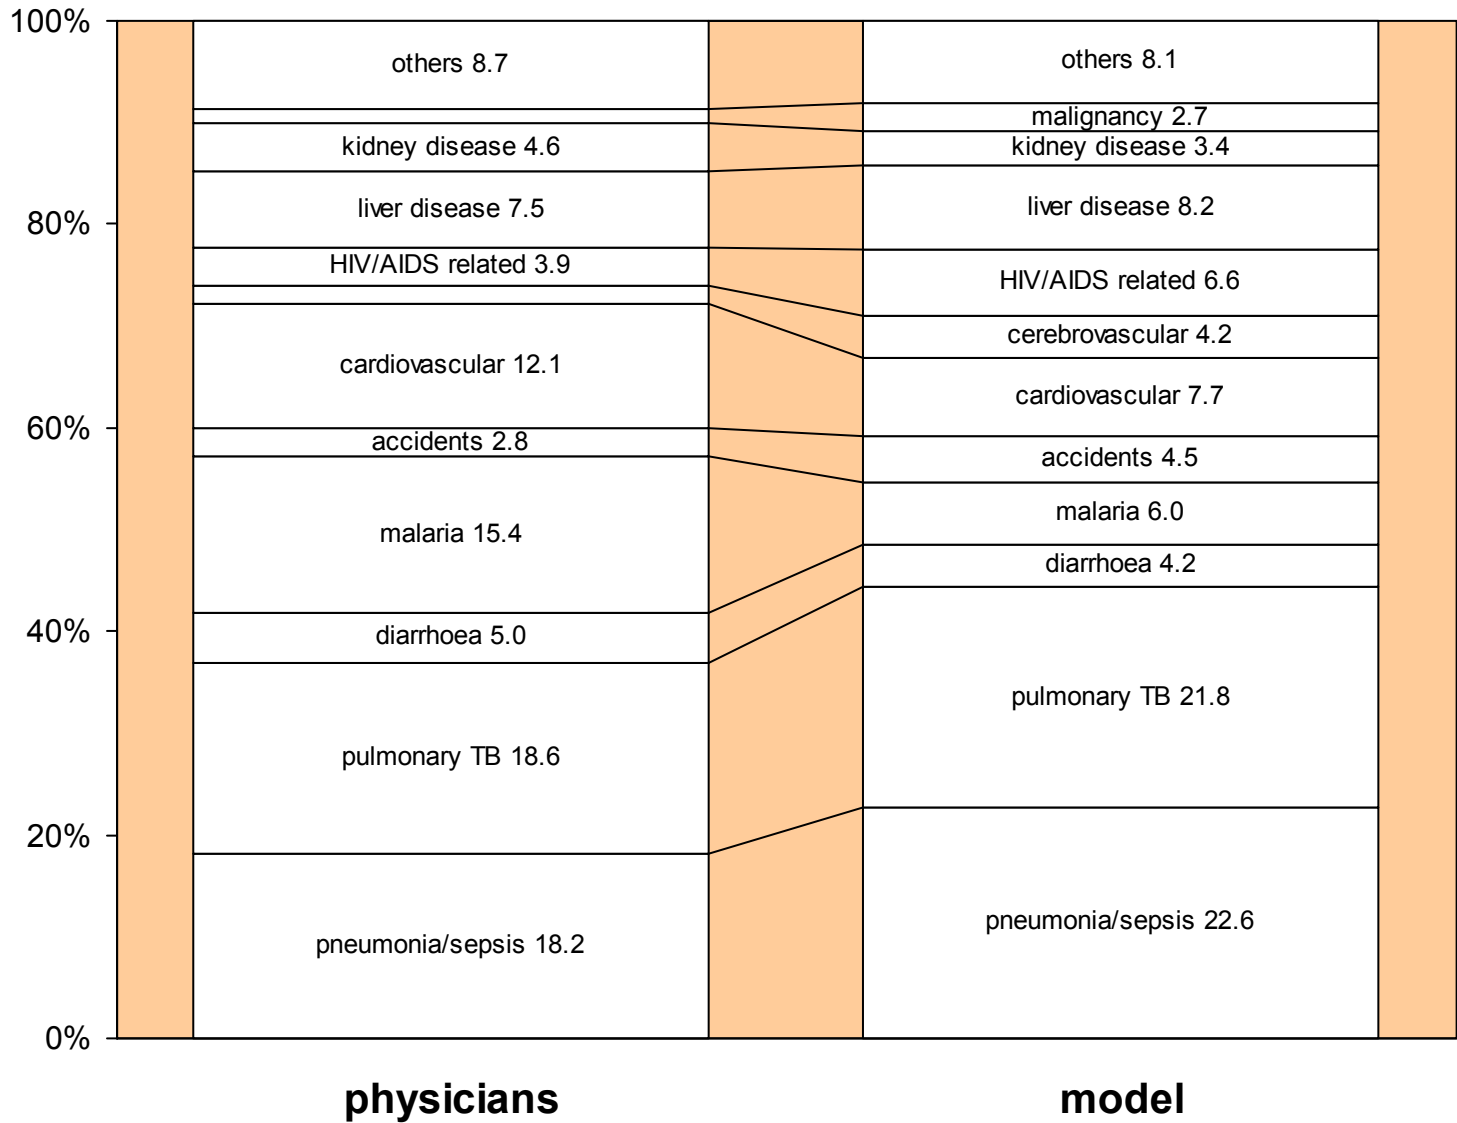 100%
80%
60%
40%
20%
0%
others 8.7
kidney disease 4.6
liver disease 7.5
HIV/AIDS related 3.9
cardiovascular 12.1
accidents 2.8
malaria 15.4
diarrhoea 5.0
pulmonary TB 18.6
pneumonia/sepsis 18.2
others 8.1
malignancy 2.7
kidney disease 3.4
liver disease 8.2
HIV/AIDS related 6.6
cerebrovascular 4.2
cardiovascular 7.7
accidents 4.5
malaria 6.0
diarrhoea 4.2
pulmonary TB 21.8
pneumonia/sepsis 22.6
physicians
model